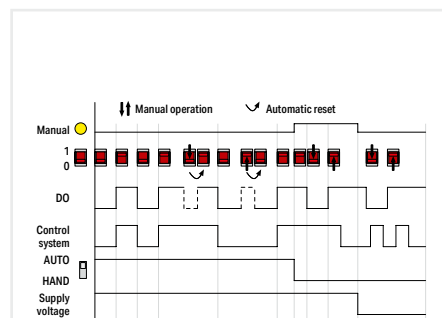 Manual operation Automatic reset
Manual
1
0
DO
Control
system
AUTO
HAND
Supply
voltage